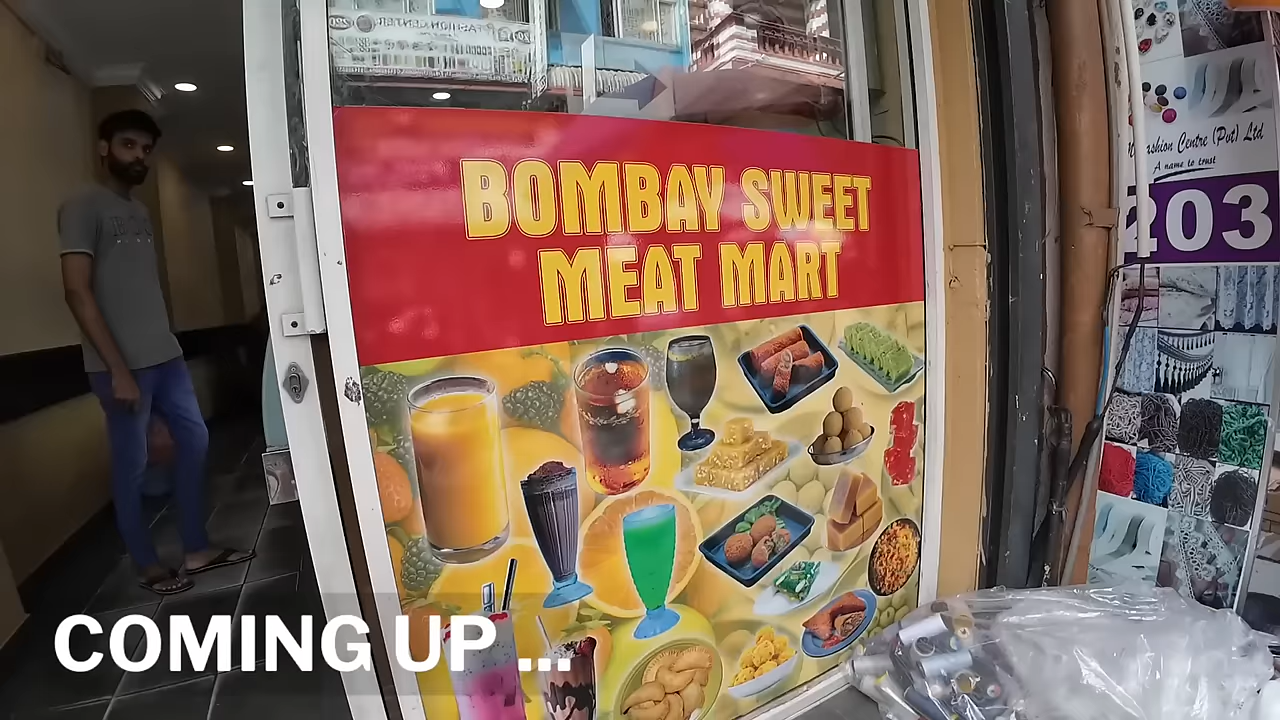 BOMBAY SWEET
MEAT MART
Fashion Centre (Pvt) Ltd
A name to trust
203
COMING UP ...